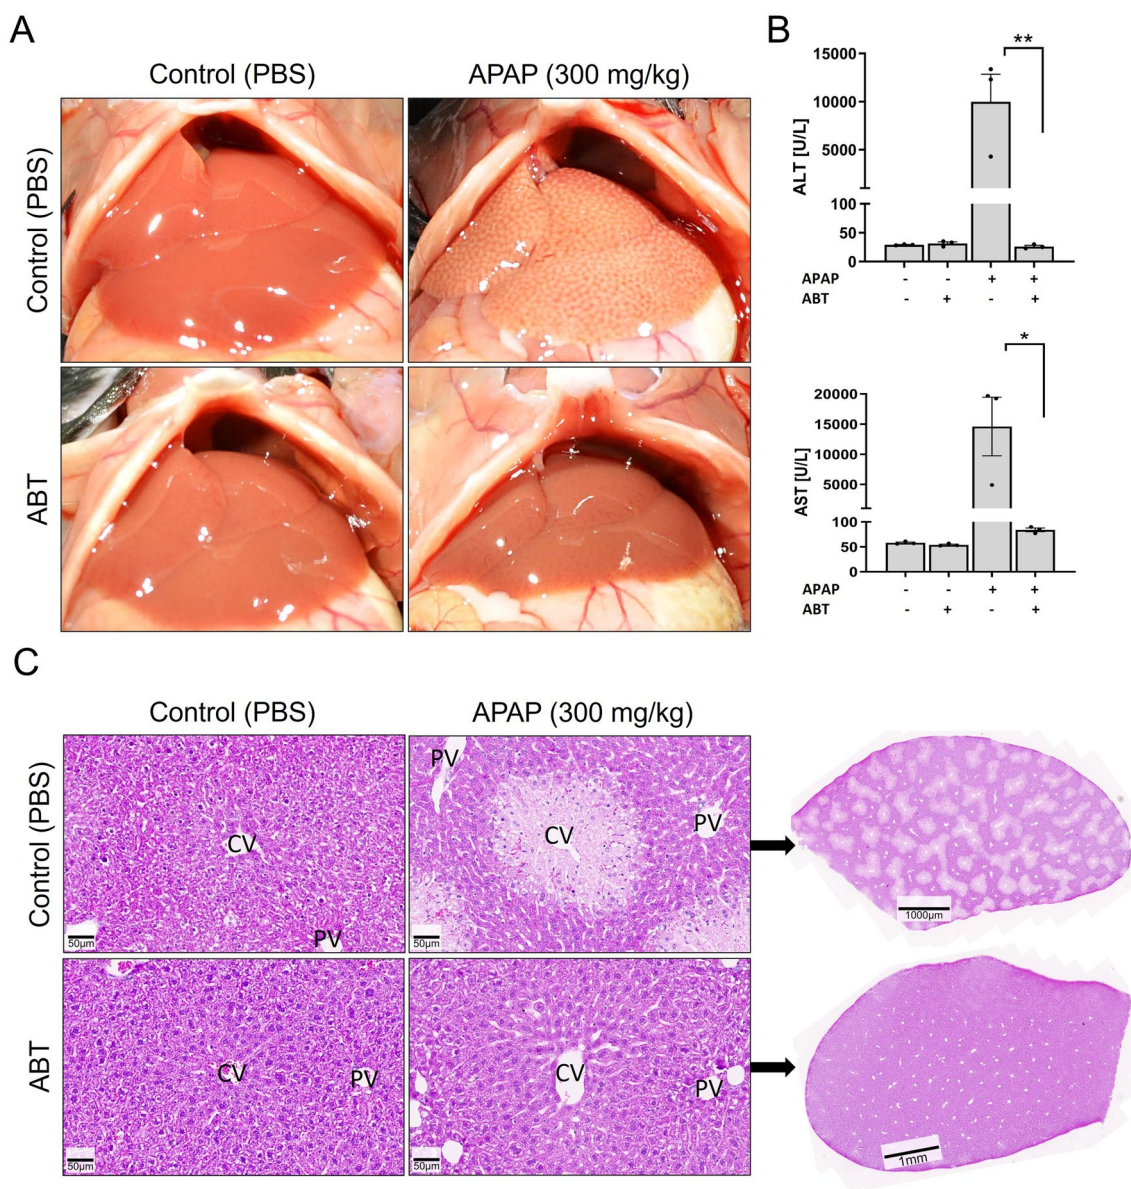 A
Control (PBS)
APAP (300 mg/kg)
Control (PBS)
ABT
B
**
15000
10000
5000
100
50
0
ALT [U/L]
APAP - - + +
ABT - + - +
*
20000
15000
10000
5000
100
50
0
AST [U/L]
APAP - - + +
ABT - + - +
C
Control (PBS)
APAP (300 mg/kg)
Control (PBS)
CV
PV
50μm
PV
CV
PV
50μm
1000μm
ABT
CV
PV
50μm
CV
PV
50μm
1mm